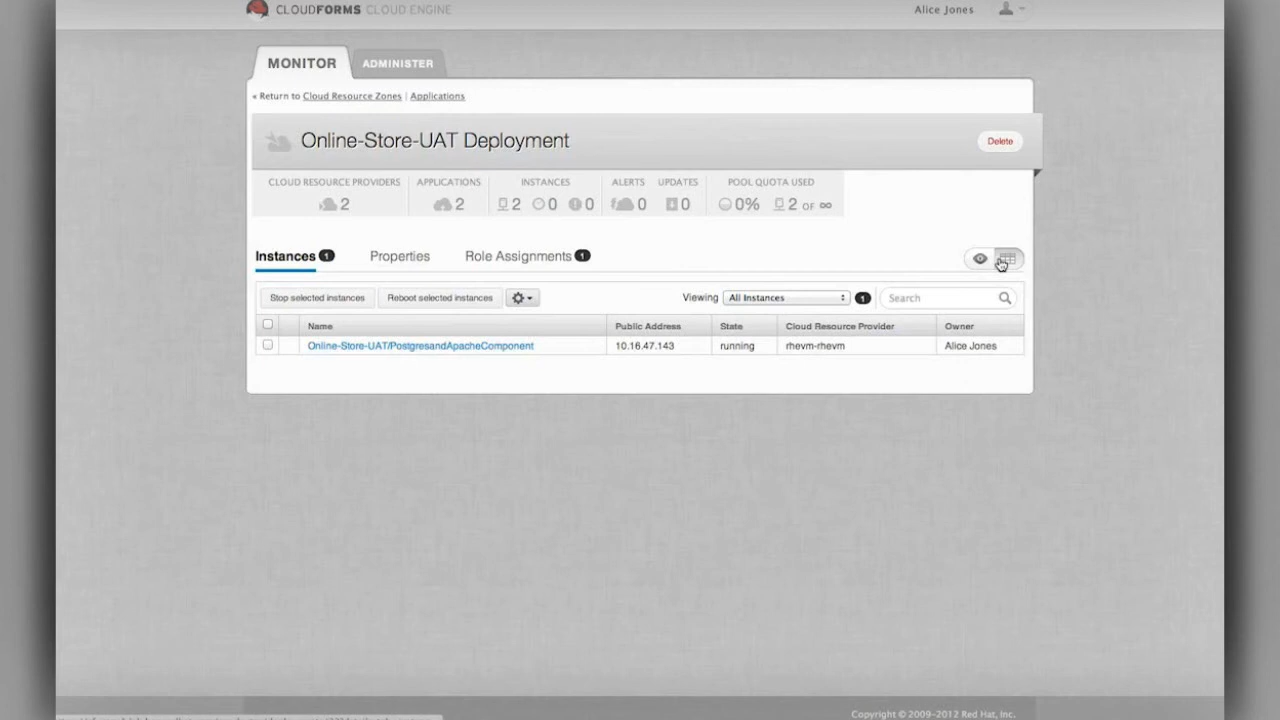 CLOUDFORMS CLOUD ENGINE Alice Jones
MONITOR ADMINISTER
« Return to Cloud Resource Zones | Applications
Online-Store-UAT Deployment Delete
CLOUD RESOURCE PROVIDERS APPLICATIONS INSTANCES ALERTS UPDATES POOL QUOTA USED
2 2 2 0 0 0 0 0% 2 OF ∞
Instances 1 Properties Role Assignments 1
Stop selected instances Reboot selected instances Viewing All Instances 1 Search
Name Public Address State Cloud Resource Provider Owner
Online-Store-UAT/PostgresandApacheComponent 10.16.47.143 running rhevm-rhevm Alice Jones
Copyright © 2009-2012 Red Hat, Inc.